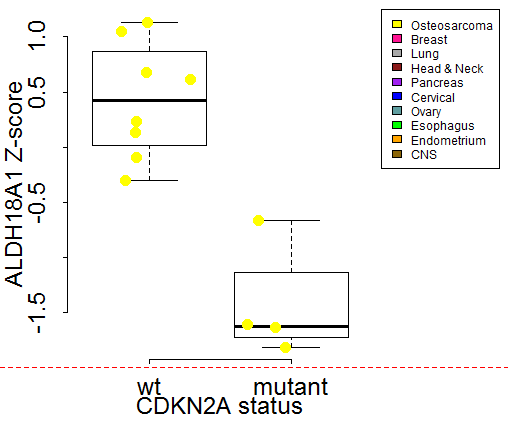 ALDH18A1 Z-score
1.0
0.5
-0.5
-1.5
wt
mutant
CDKN2A status
Osteosarcoma
Breast
Lung
Head & Neck
Pancreas
Cervical
Ovary
Esophagus
Endometrium
CNS